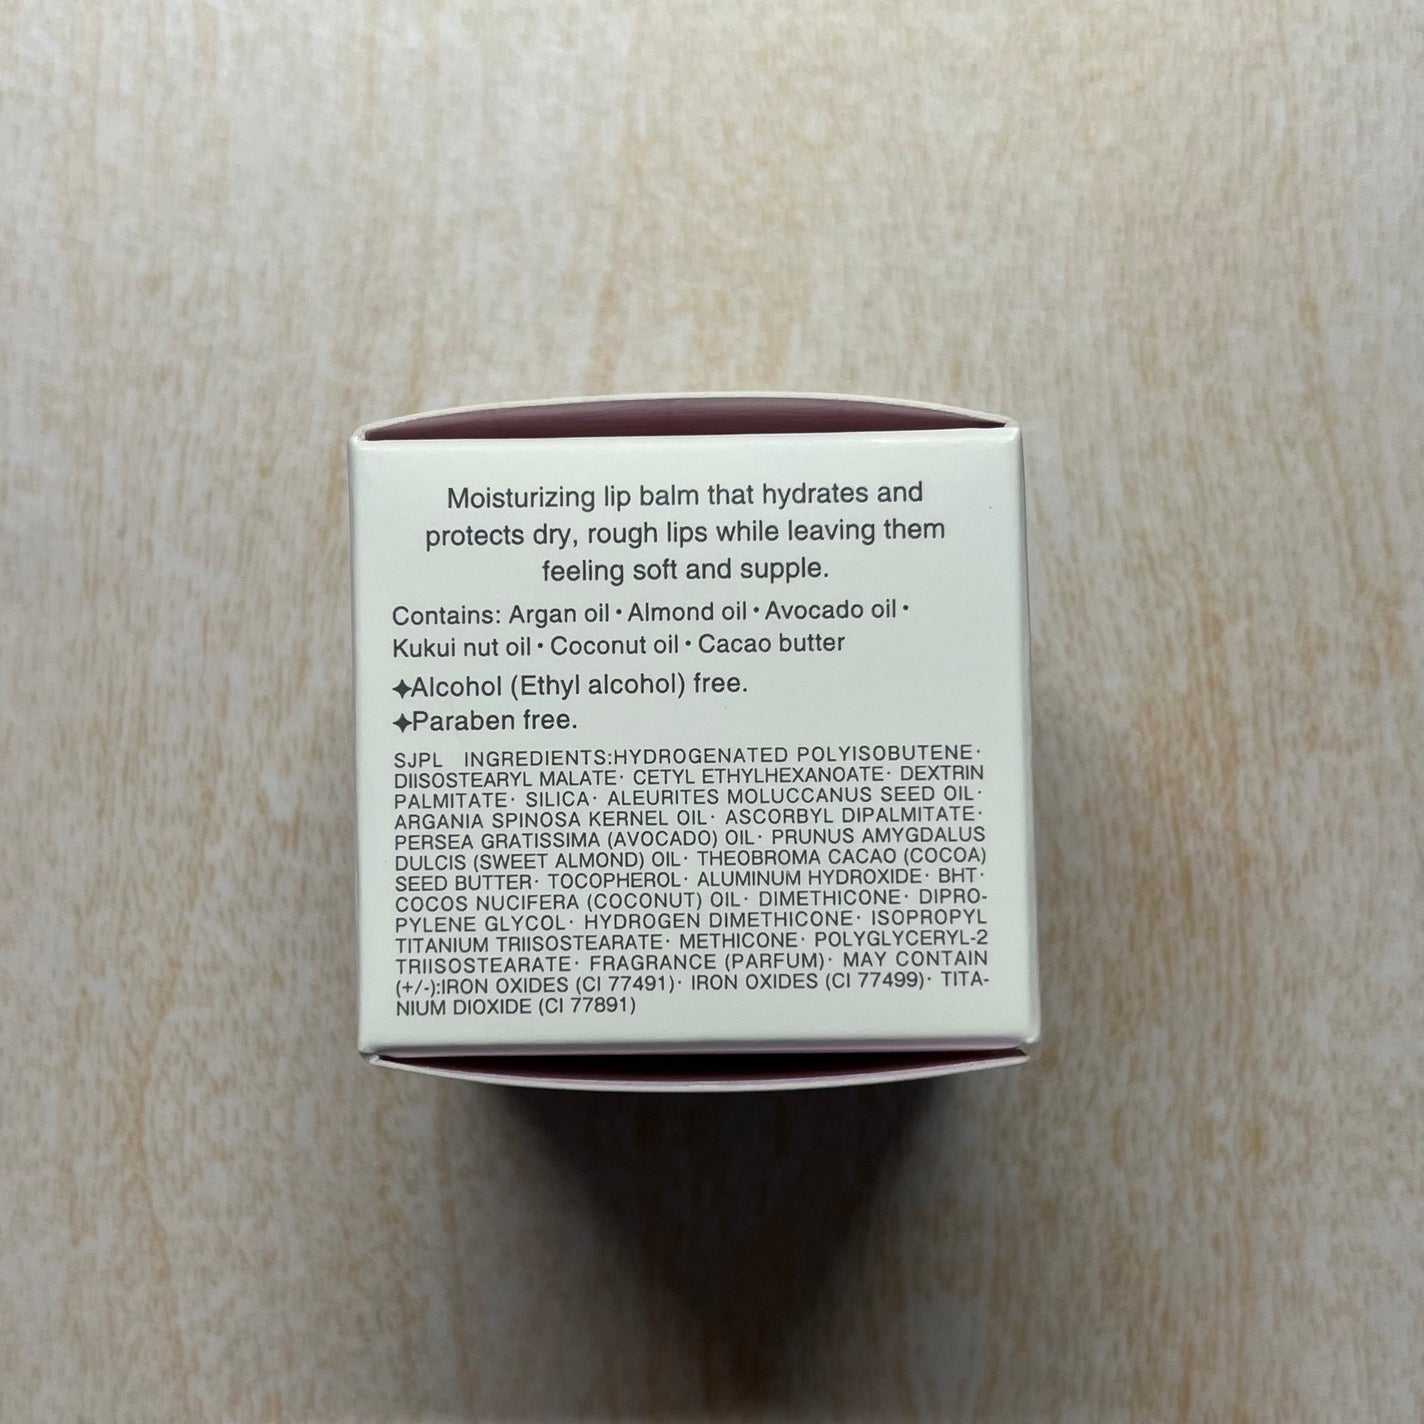 Moisturizing lip balm that hydrates and
protects dry, rough lips while leaving them
feeling soft and supple.
Contains: Argan oil・Almond oil・Avocado oil・
Kukui nut oil・Coconut oil・Cacao butter
✦Alcohol (Ethyl alcohol) free.
✦Paraben free.
SJPL INGREDIENTS:HYDROGENATED POLYISOBUTENE·
DIISOSTEARYL MALATE· CETYL ETHYLHEXANOATE· DEXTRIN
PALMITATE· SILICA· ALEURITES MOLUCCANUS SEED OIL·
ARGANIA SPINOSA KERNEL OIL· ASCORBYL DIPALMITATE·
PERSEA GRATISSIMA (AVOCADO) OIL· PRUNUS AMYGDALUS
DULCIS (SWEET ALMOND) OIL· THEOBROMA CACAO (COCOA)
SEED BUTTER· TOCOPHEROL· ALUMINUM HYDROXIDE· BHT·
COCOS NUCIFERA (COCONUT) OIL· DIMETHICONE· DIPRO-
PYLENE GLYCOL· HYDROGEN DIMETHICONE· ISOPROPYL
TITANIUM TRIISOSTEARATE· METHICONE· POLYGLYCERYL-2
TRIISOSTEARATE· FRAGRANCE (PARFUM)· MAY CONTAIN
(+/-):IRON OXIDES (CI 77491)· IRON OXIDES (CI 77499)· TITA-
NIUM DIOXIDE (CI 77891)